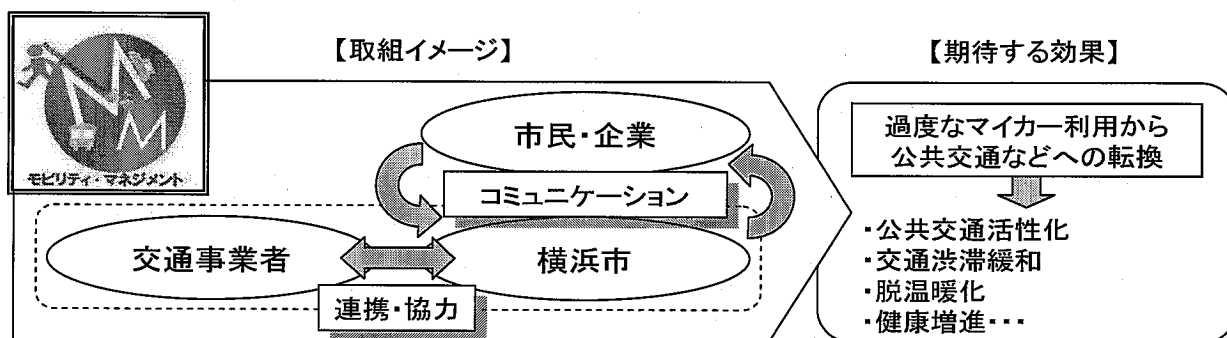 【取組イメージ】
【期待する効果】
MM
モビリティ・マネジメント
市民・企業
コミュニケーション
交通事業者
横浜市
連携・協力
過度なマイカー利用から
公共交通などへの転換
・公共交通活性化
・交通渋滞緩和
・脱温暖化
・健康増進・・・